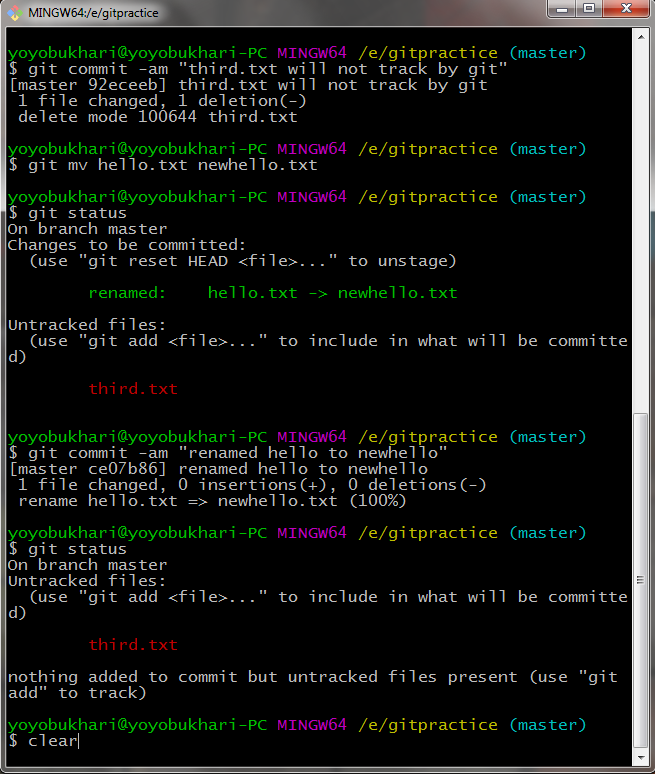 MINGW64:/e/gitpractice
yoyobukhari@yoyobukhari-PC MINGW64 /e/gitpractice (master)
$ git commit -am "third.txt will not track by git"
[master 92eceeb] third.txt will not track by git
 1 file changed, 1 deletion(-)
 delete mode 100644 third.txt
yoyobukhari@yoyobukhari-PC MINGW64 /e/gitpractice (master)
$ git mv hello.txt newhello.txt
yoyobukhari@yoyobukhari-PC MINGW64 /e/gitpractice (master)
$ git status
On branch master
Changes to be committed:
  (use "git reset HEAD <file>..." to unstage)
        renamed:    hello.txt -> newhello.txt
Untracked files:
  (use "git add <file>..." to include in what will be committe
d)
        third.txt
yoyobukhari@yoyobukhari-PC MINGW64 /e/gitpractice (master)
$ git commit -am "renamed hello to newhello"
[master ce07b86] renamed hello to newhello
 1 file changed, 0 insertions(+), 0 deletions(-)
 rename hello.txt => newhello.txt (100%)
yoyobukhari@yoyobukhari-PC MINGW64 /e/gitpractice (master)
$ git status
On branch master
Untracked files:
  (use "git add <file>..." to include in what will be committe
d)
        third.txt
nothing added to commit but untracked files present (use "git
add" to track)
yoyobukhari@yoyobukhari-PC MINGW64 /e/gitpractice (master)
$ clear